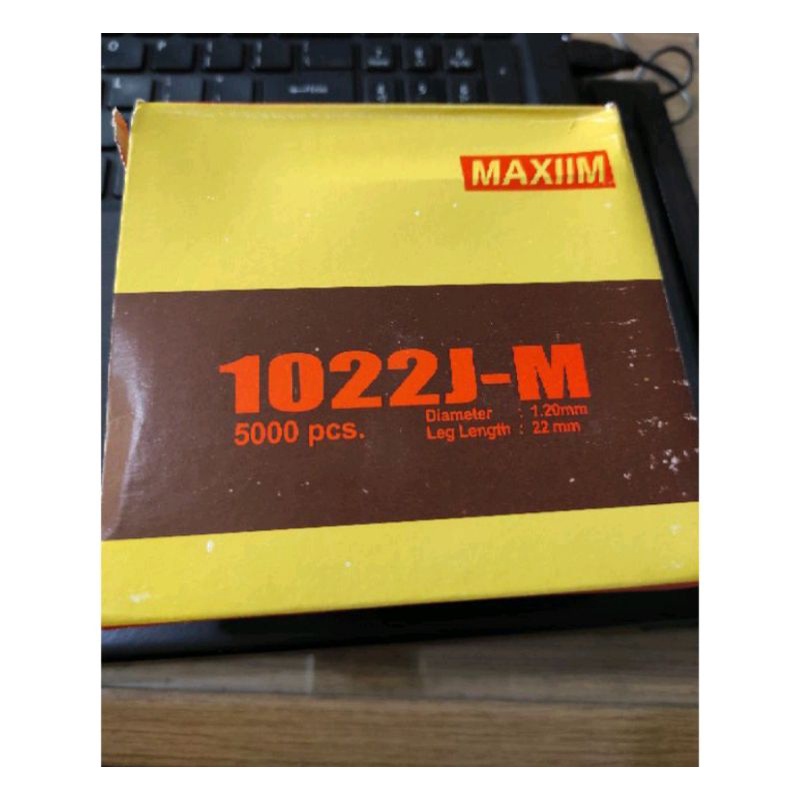 MAXIIM
1022J-M
5000 pcs.
Diameter : 1.20mm
Leg Length : 22 mm